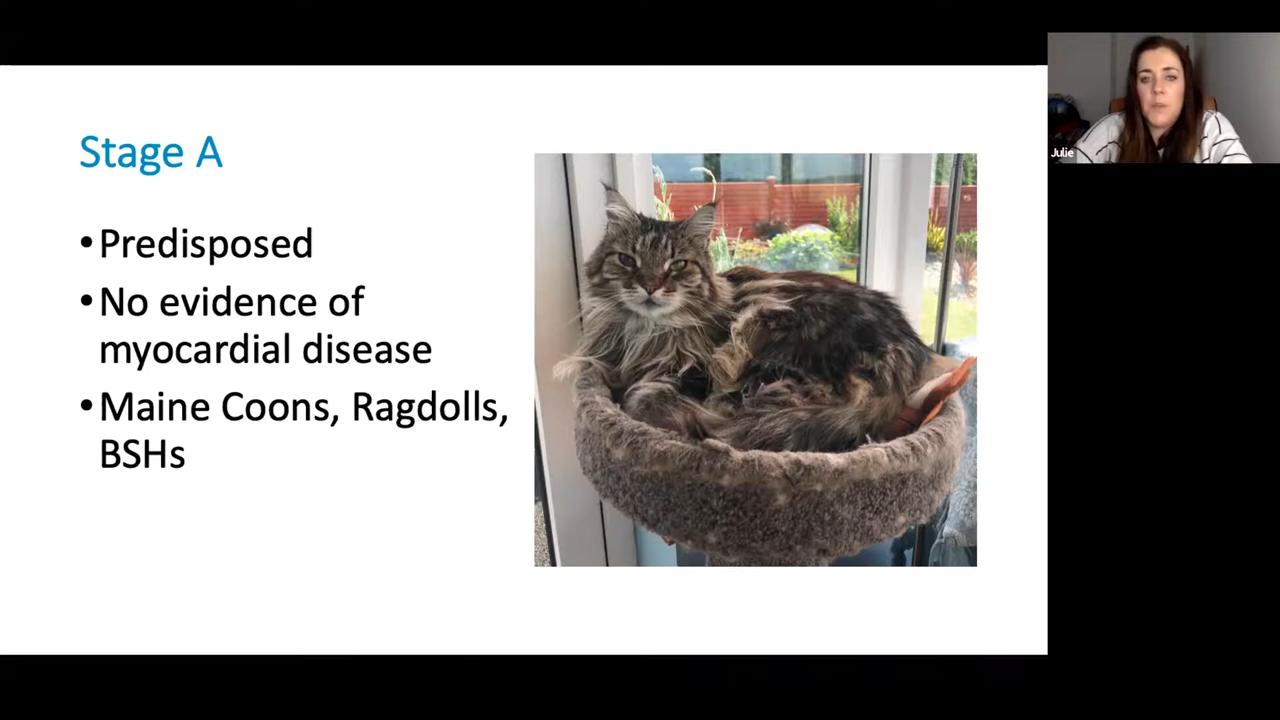 Stage A
•Predisposed
•No evidence of
myocardial disease
•Maine Coons, Ragdolls,
BSHs
Julie